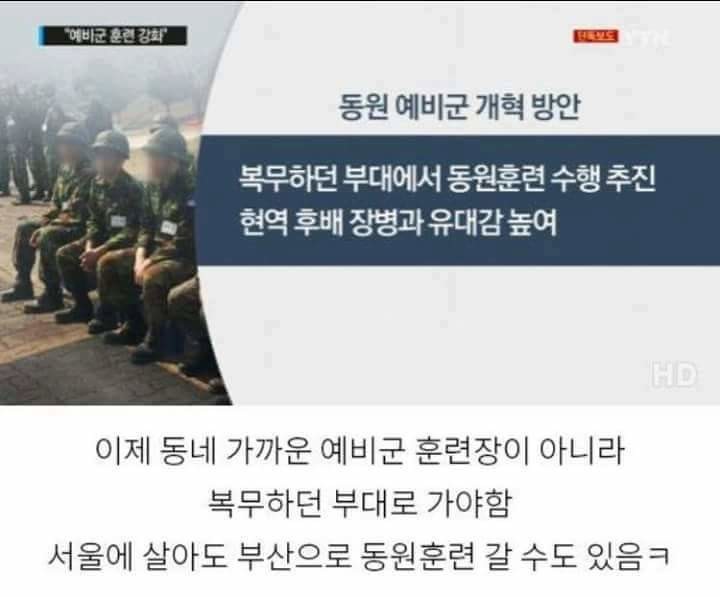 "예비군 훈련 강화"
단독보도 YTN
동원 예비군 개혁 방안
복무하던 부대에서 동원훈련 수행 추진
현역 후배 장병과 유대감 높여
HD
이제 동네 가까운 예비군 훈련장이 아니라
복무하던 부대로 가야함
서울에 살아도 부산으로 동원훈련 갈 수도 있음ㅋ